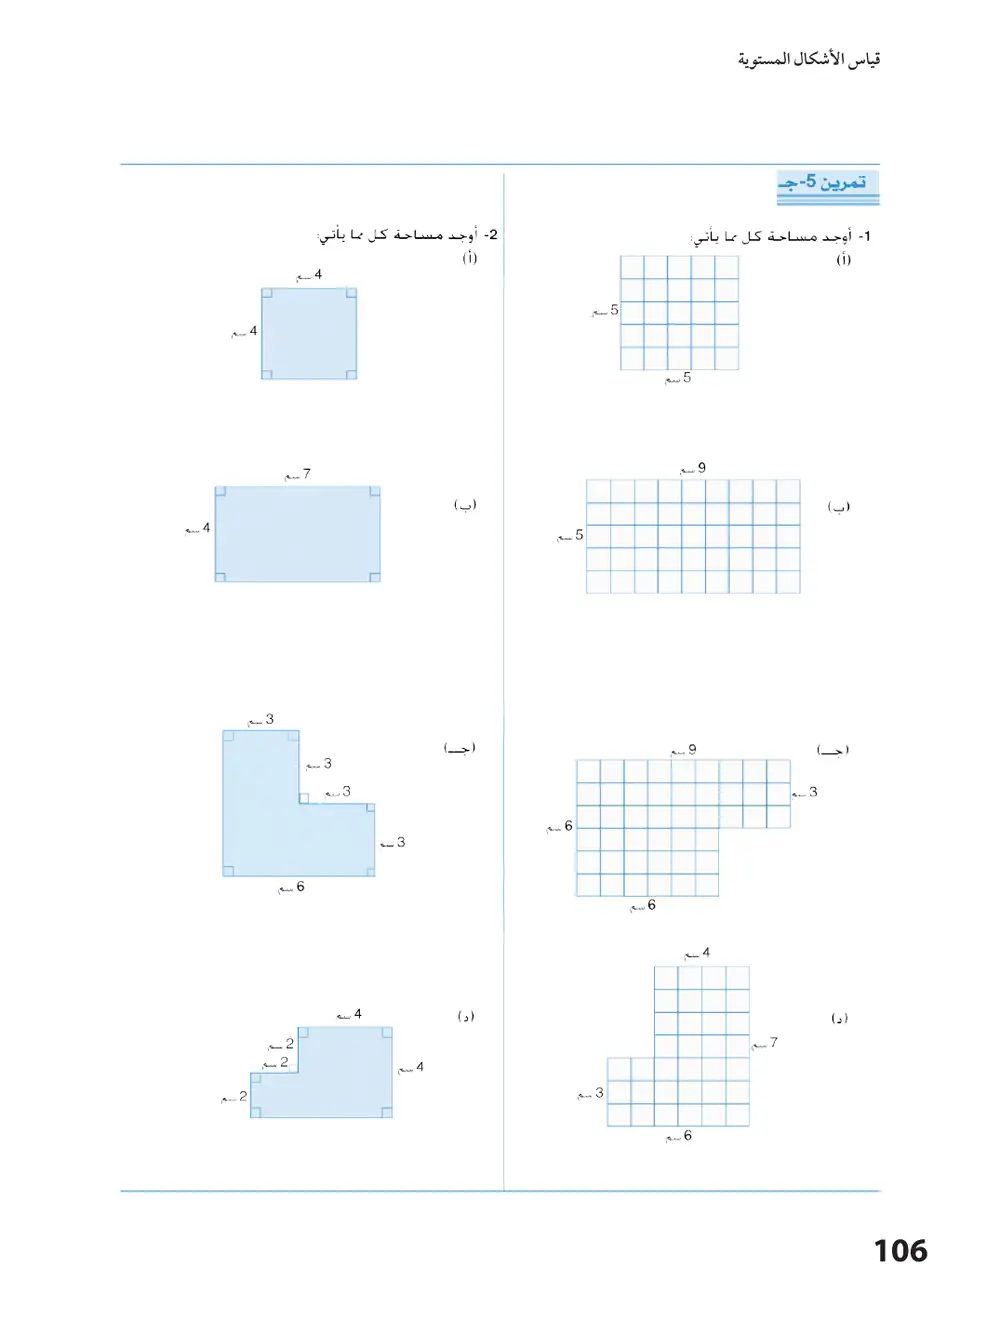 قياس الأشكال المستوية
تمرين 5-جـ
1- أوجد مساحة كل مما يأتي:
(أ)
5 سم
5 سم
(ب)
9 سم
5 سم
(جـ)
9 سم
3 سم
6 سم
6 سم
(د)
4 سم
7 سم
3 سم
6 سم
2- أوجد مساحة كل مما يأتي:
(أ)
4 سم
4 سم
(ب)
7 سم
4 سم
(جـ)
3 سم
3 سم
3 سم
3 سم
6 سم
(د)
4 سم
2 سم
2 سم
4 سم
2 سم
106